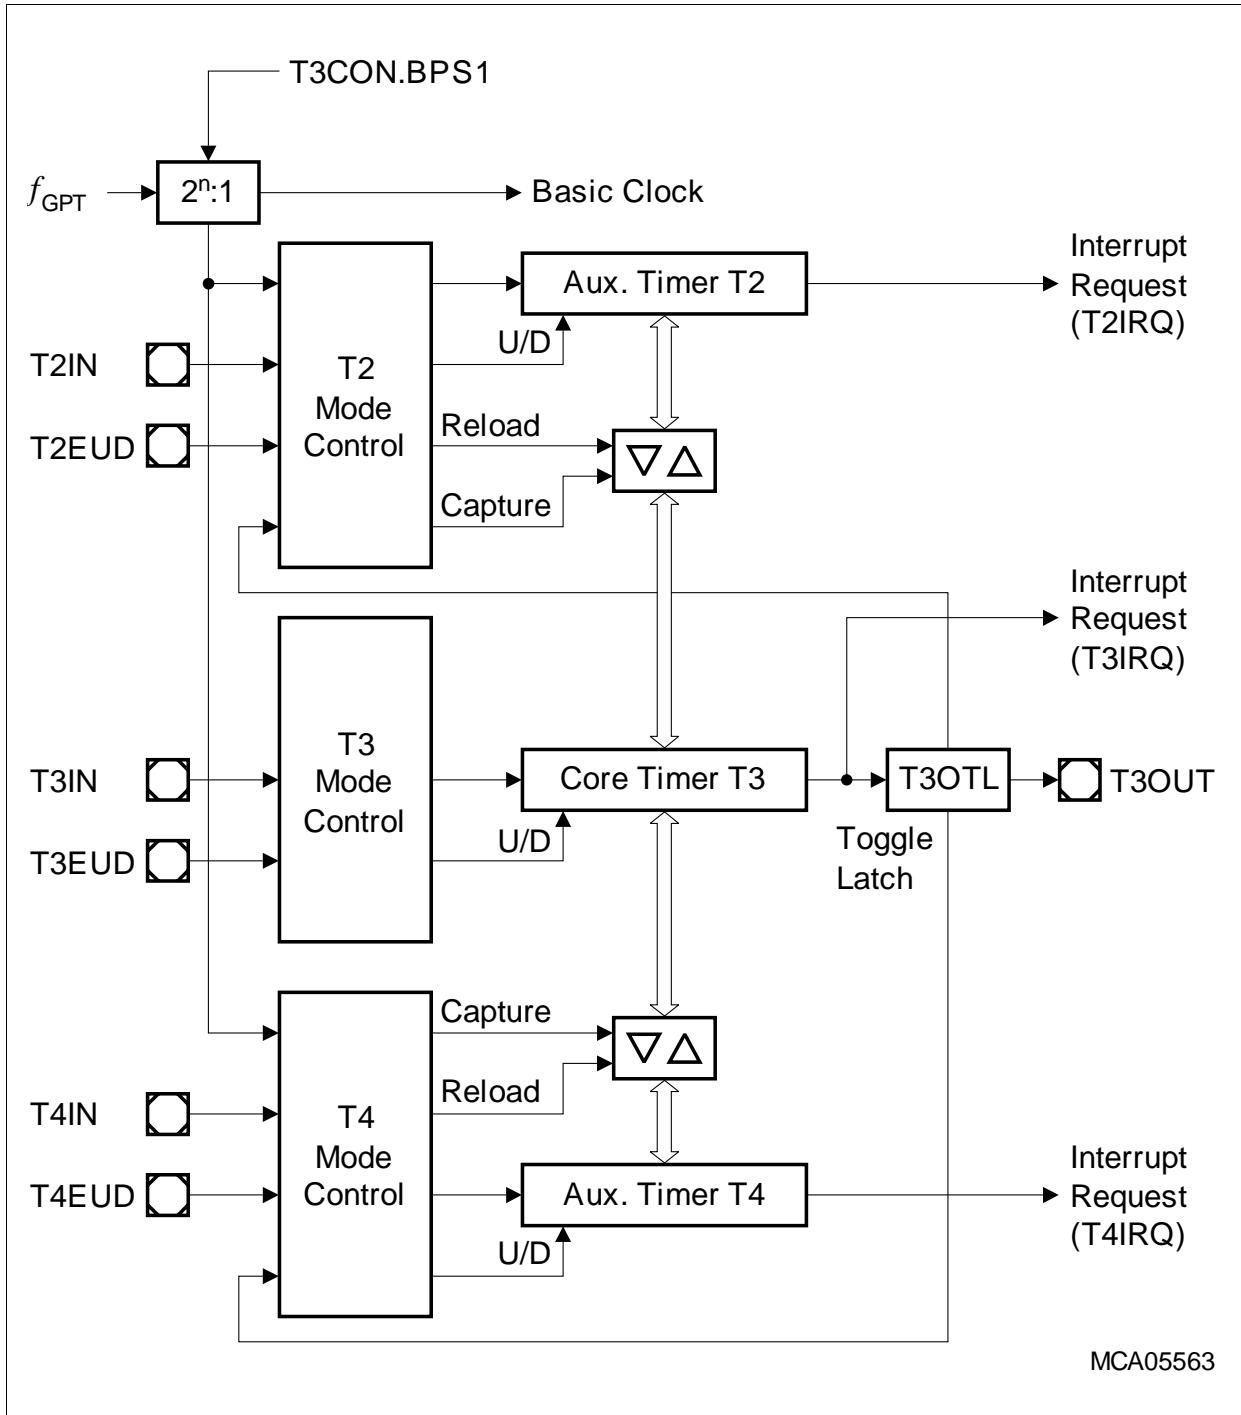 T3CON.BPS1
fGPT
2ⁿ:1
Basic Clock
Interrupt
Request
(T2IRQ)
Aux. Timer T2
U/D
T2IN
T2
Mode
Control
T2EUD
Reload
Capture
Interrupt
Request
(T3IRQ)
T3IN
T3
Mode
Control
Core Timer T3
T3OTL
T3OUT
T3EUD
U/D
Toggle
Latch
Capture
Reload
T4IN
T4
Mode
Control
T4EUD
Aux. Timer T4
U/D
Interrupt
Request
(T4IRQ)
MCA05563